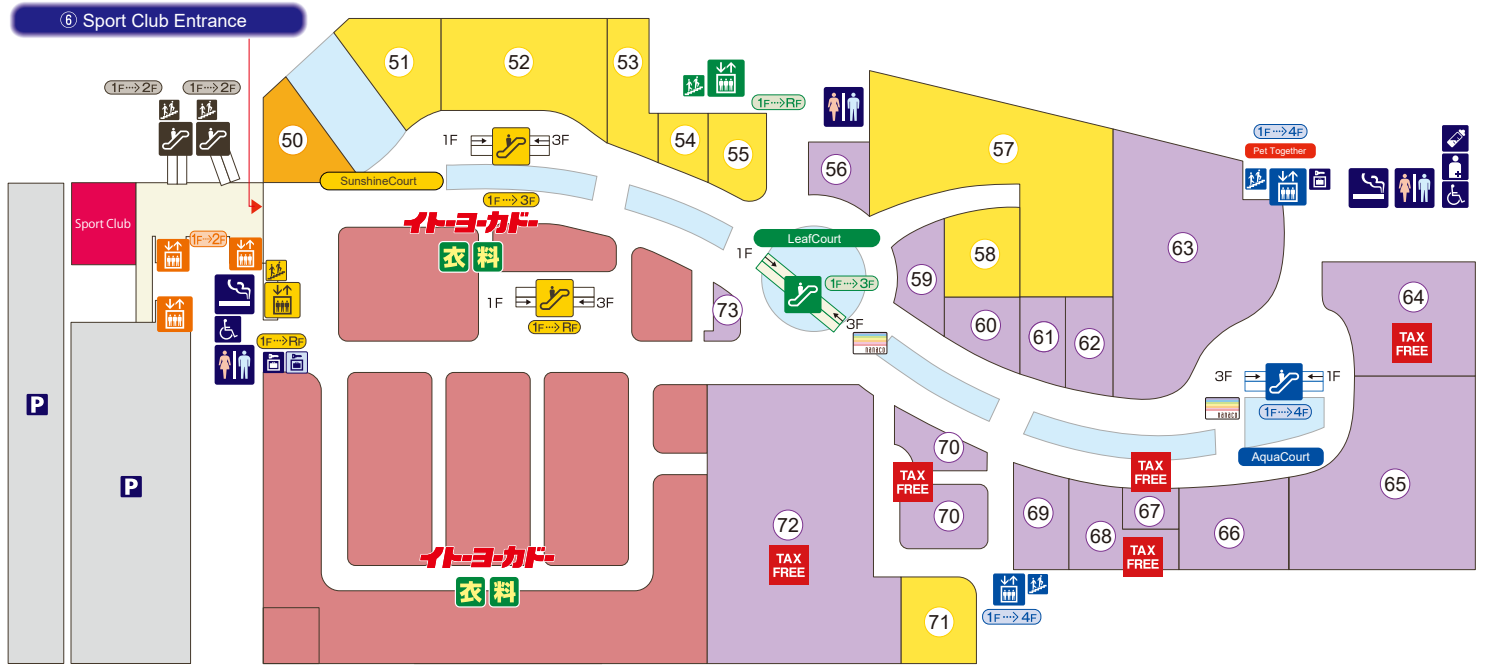 ⑥ Sport Club Entrance
1F⋯>2F
1F⋯>2F
51
52
53
1F⋯>RF
50
1F
3F
54
55
56
57
1F⋯>4F
Pet Together
SunshineCourt
1F⋯>3F
Sport Club
イトーヨーカドー
衣料
1F⋯>2F
LeafCourt
1F
1F⋯>3F
3F
58
59
63
1F
3F
1F⋯>RF
73
60
61
62
64
TAX
FREE
1F⋯>RF
nanaco
3F
1F
1F⋯>4F
nanaco
AquaCourt
P
P
70
TAX
FREE
70
TAX
FREE
65
72
TAX
FREE
69
68
67
66
TAX
FREE
イトーヨーカドー
衣料
71
1F⋯>4F